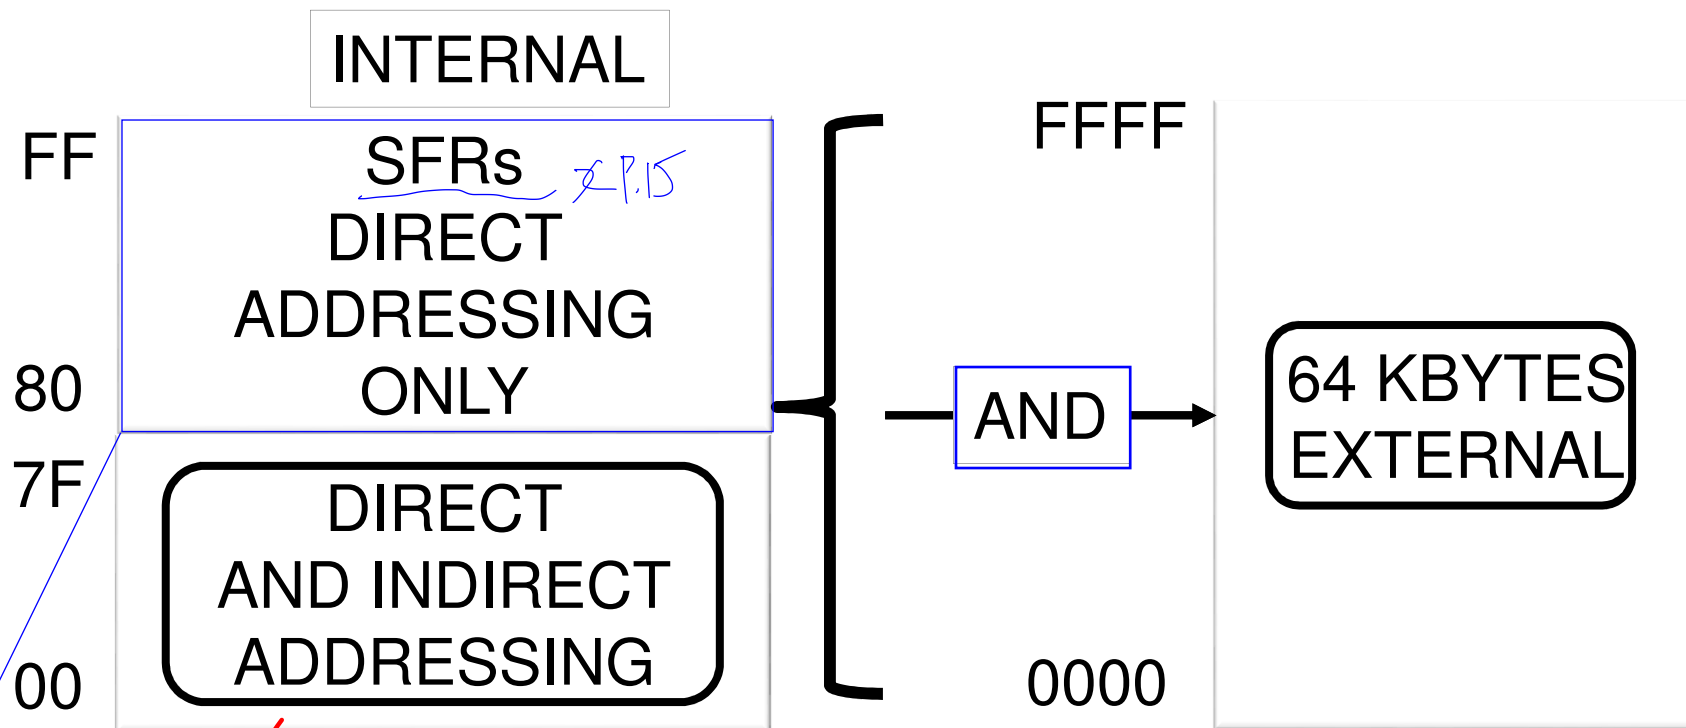 INTERNAL
FF
SFRs
P.15
DIRECT
ADDRESSING
ONLY
80
7F
DIRECT
AND INDIRECT
ADDRESSING
00
AND
FFFF
64 KBYTES
EXTERNAL
0000